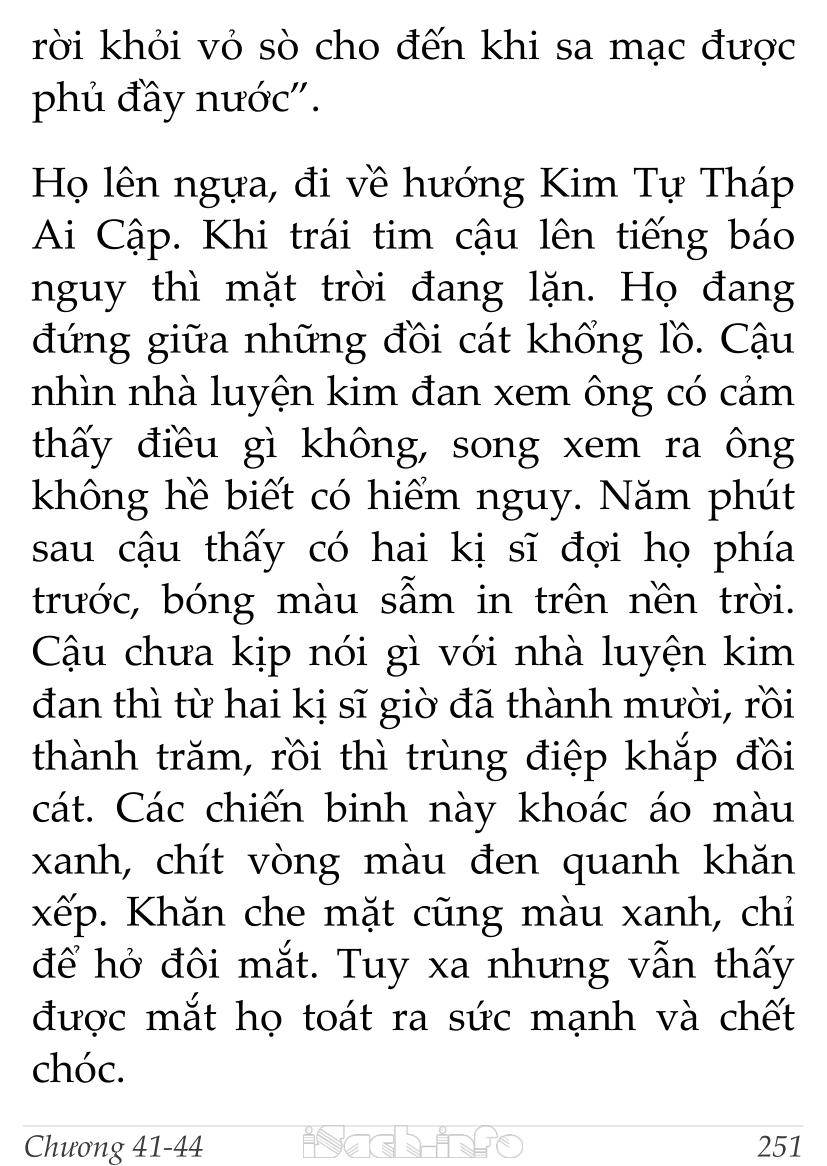 rời khỏi vỏ sò cho đến khi sa mạc được
phủ đầy nước”.
Họ lên ngựa, đi về hướng Kim Tự Tháp
Ai Cập. Khi trái tim cậu lên tiếng báo
nguy thì mặt trời đang lặn. Họ đang
đứng giữa những đồi cát khổng lồ. Cậu
nhìn nhà luyện kim đan xem ông có cảm
thấy điều gì không, song xem ra ông
không hề biết có hiểm nguy. Năm phút
sau cậu thấy có hai kị sĩ đợi họ phía
trước, bóng màu sẫm in trên nền trời.
Cậu chưa kịp nói gì với nhà luyện kim
đan thì từ hai kị sĩ giờ đã thành mười, rồi
thành trăm, rồi thì trùng điệp khắp đồi
cát. Các chiến binh này khoác áo màu
xanh, chít vòng màu đen quanh khăn
xếp. Khăn che mặt cũng màu xanh, chỉ
để hở đôi mắt. Tuy xa nhưng vẫn thấy
được mắt họ toát ra sức mạnh và chết
chóc.
Chương 41-44 iSach.info 251